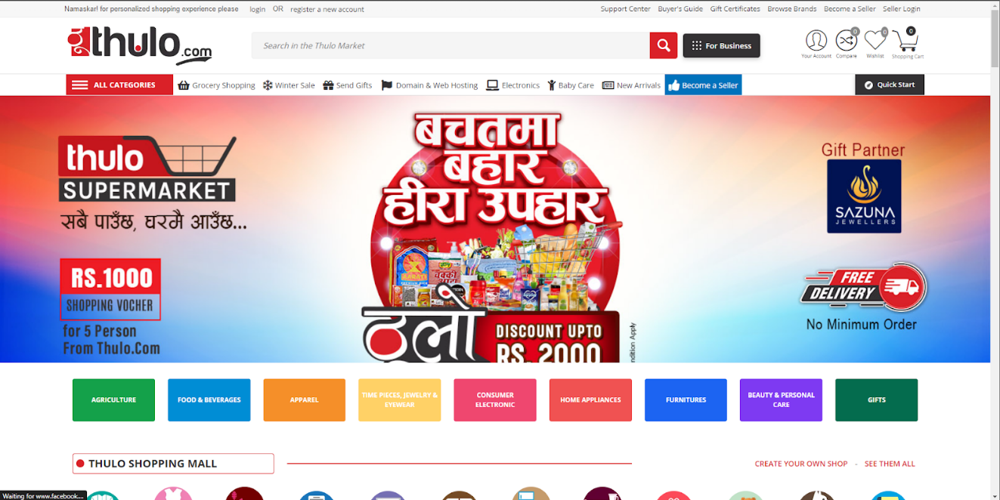 Namaskar! for personalized shopping experience please login OR register a new account
Support Center Buyer's Guide Gift Certificates Browse Brands Become a Seller Seller Login
thulo.com
Search in the Thulo Market
For Business
0 0 0
Your Account Compare Wishlist Shopping Cart
ALL CATEGORIES Grocery Shopping Winter Sale Send Gifts Domain & Web Hosting Electronics Baby Care New Arrivals Become a Seller Quick Start
thulo
SUPERMARKET
सबै पाउँछ, घरमै आउँछ...
RS.1000
SHOPPING VOCHER
for 5 Person
From Thulo.Com
बचतमा
बहार
हीरा उपहार
ठूलो
DISCOUNT UPTO
RS. 2000
ndition Apply
Gift Partner
SAZUNA
JEWELLERS
FREE
DELIVERY
No Minimum Order
AGRICULTURE
FOOD & BEVERAGES
APPAREL
TIME PIECES, JEWELRY &
EYEWEAR
CONSUMER
ELECTRONIC
HOME APPLIANCES
FURNITURES
BEAUTY & PERSONAL
CARE
GIFTS
THULO SHOPPING MALL
CREATE YOUR OWN SHOP - SEE THEM ALL
Waiting for www.facebook....